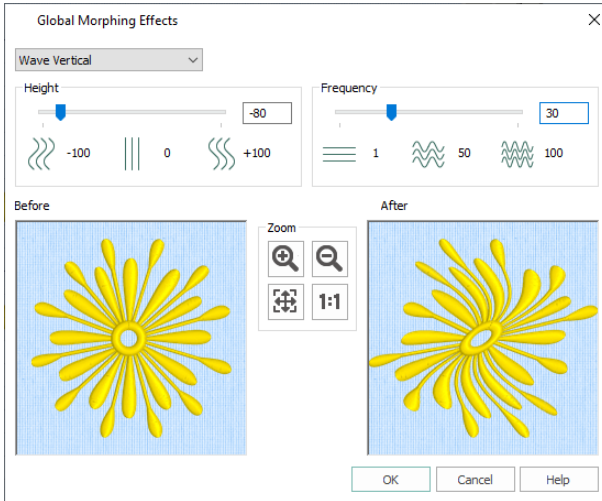 Global Morphing Effects
Wave Vertical
Height
-80
-100 0 +100
Frequency
30
1 50 100
Before
Zoom
1:1
After
OK Cancel Help